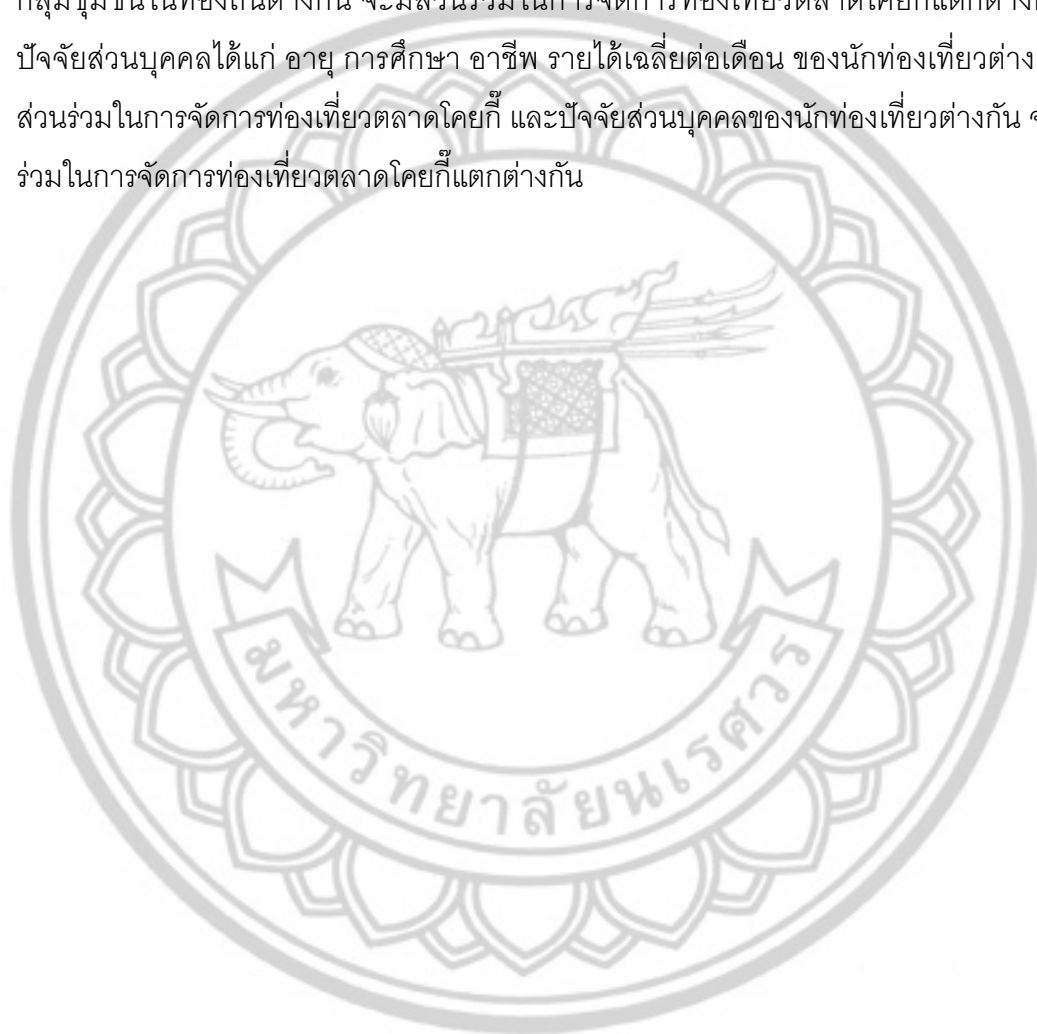 กลุ่มชุมชนในท้องถิ่นต่างกัน จะมีส่วนร่วมในการจัดการท่องเที่ยวตลาดโคยกี๊แตกต่าง
ปัจจัยส่วนบุคคลได้แก่ อายุ การศึกษา อาชีพ รายได้เฉลี่ยต่อเดือน ของนักท่องเที่ยวต่าง
ส่วนร่วมในการจัดการท่องเที่ยวตลาดโคยกี๊ และปัจจัยส่วนบุคคลของนักท่องเที่ยวต่างกัน
ร่วมในการจัดการท่องเที่ยวตลาดโคยกี๊แตกต่างกัน
มหาวิทยาลัยนเรศวร